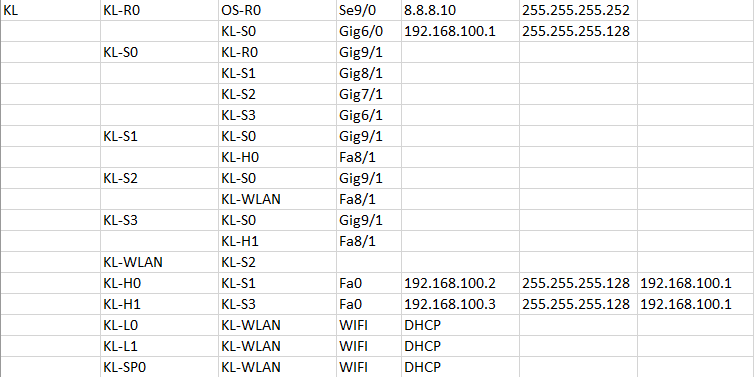 KL KL-R0 OS-R0 Se9/0 8.8.8.10 255.255.255.252
KL-S0 Gig6/0 192.168.100.1 255.255.255.128
KL-S0 KL-R0 Gig9/1
KL-S1 Gig8/1
KL-S2 Gig7/1
KL-S3 Gig6/1
KL-S1 KL-S0 Gig9/1
KL-H0 Fa8/1
KL-S2 KL-S0 Gig9/1
KL-WLAN Fa8/1
KL-S3 KL-S0 Gig9/1
KL-H1 Fa8/1
KL-WLAN KL-S2
KL-H0 KL-S1 Fa0 192.168.100.2 255.255.255.128 192.168.100.1
KL-H1 KL-S3 Fa0 192.168.100.3 255.255.255.128 192.168.100.1
KL-L0 KL-WLAN WIFI DHCP
KL-L1 KL-WLAN WIFI DHCP
KL-SP0 KL-WLAN WIFI DHCP